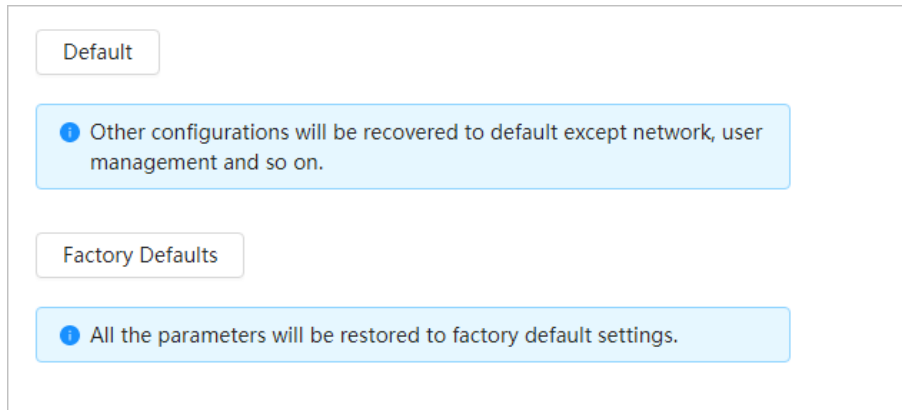 Default
Other configurations will be recovered to default except network, user
management and so on.
Factory Defaults
All the parameters will be restored to factory default settings.